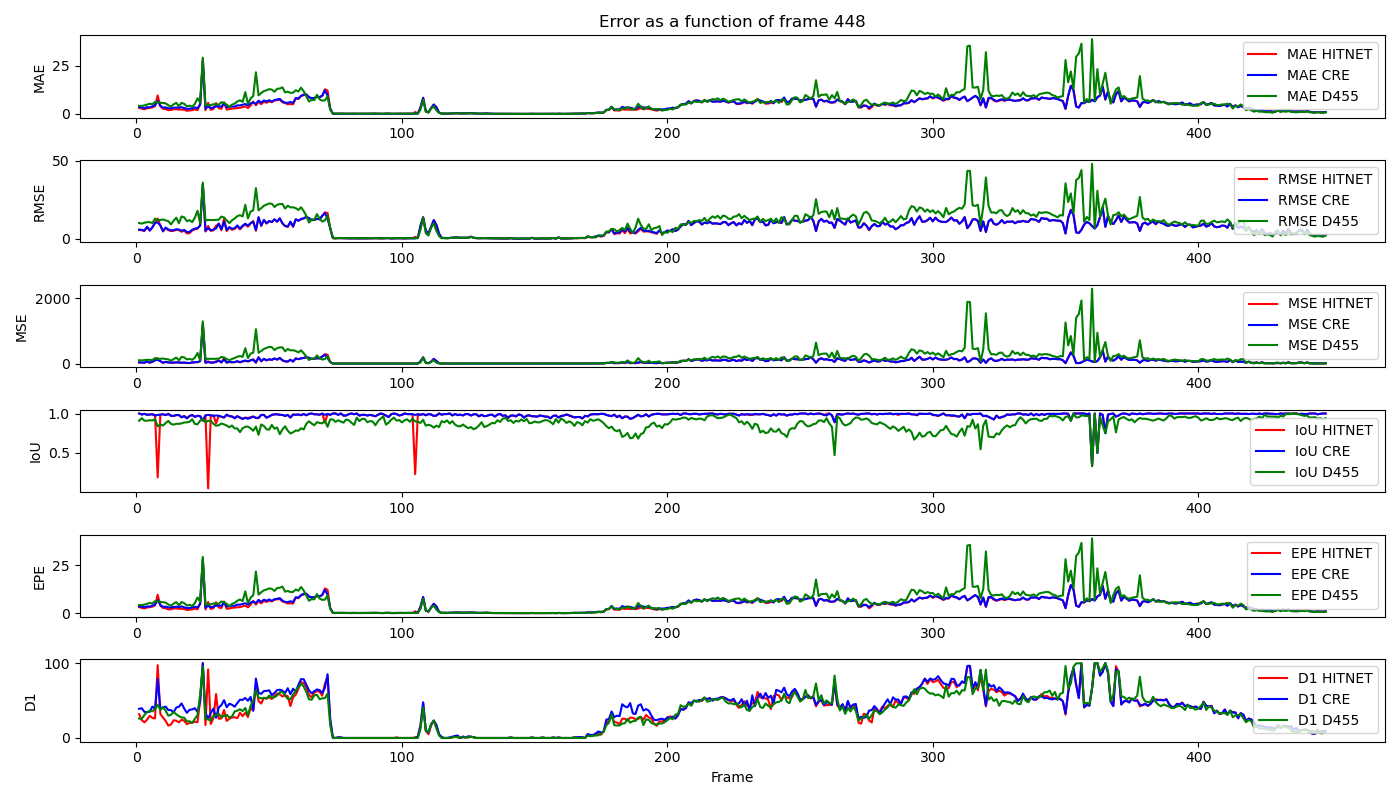 Error as a function of frame 448
MAE
25
0
0 100 200 300 400
MAE HITNET
MAE CRE
MAE D455
RMSE
50
0
0 100 200 300 400
RMSE HITNET
RMSE CRE
RMSE D455
MSE
2000
0
0 100 200 300 400
MSE HITNET
MSE CRE
MSE D455
IoU
1.0
0.5
0 100 200 300 400
IoU HITNET
IoU CRE
IoU D455
EPE
25
0
0 100 200 300 400
EPE HITNET
EPE CRE
EPE D455
D1
100
0
0 100 200 300 400
D1 HITNET
D1 CRE
D1 D455
Frame